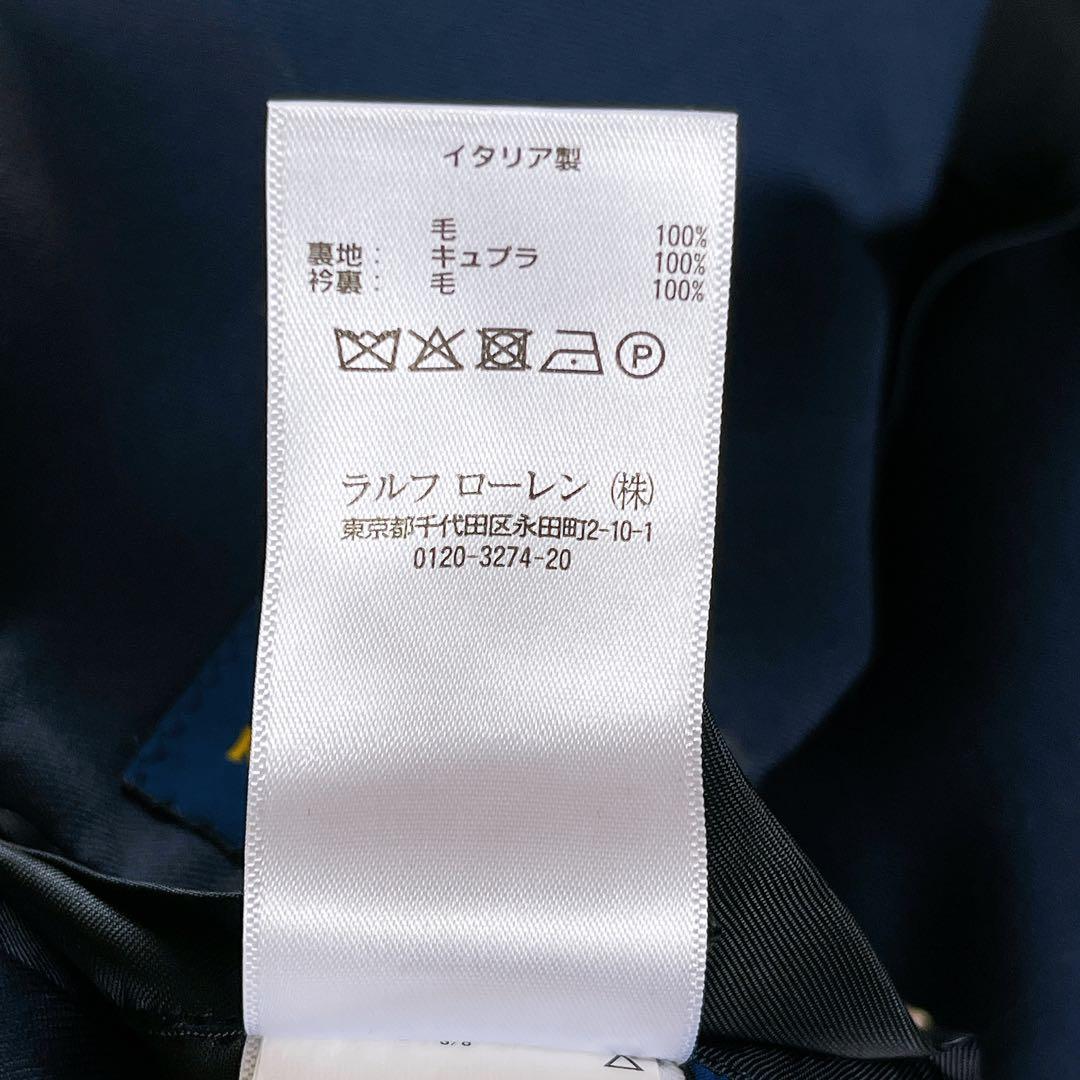 イタリア製
毛 100%
裏地： キュプラ 100%
衿裏： 毛 100%
P
ラルフ ローレン (株)
東京都千代田区永田町2-10-1
0120-3274-20